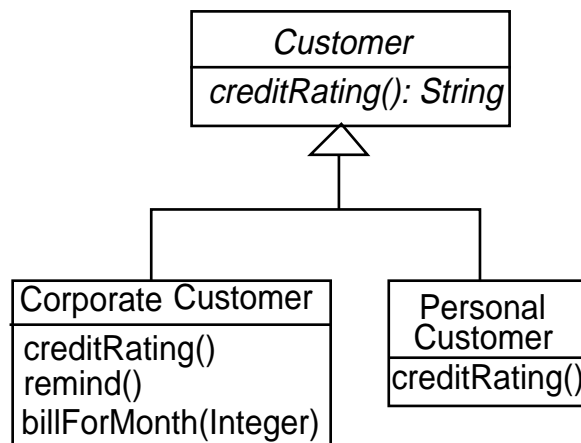 Customer
creditRating(): String
Corporate Customer
creditRating()
remind()
billForMonth(Integer)
Personal
Customer
creditRating()